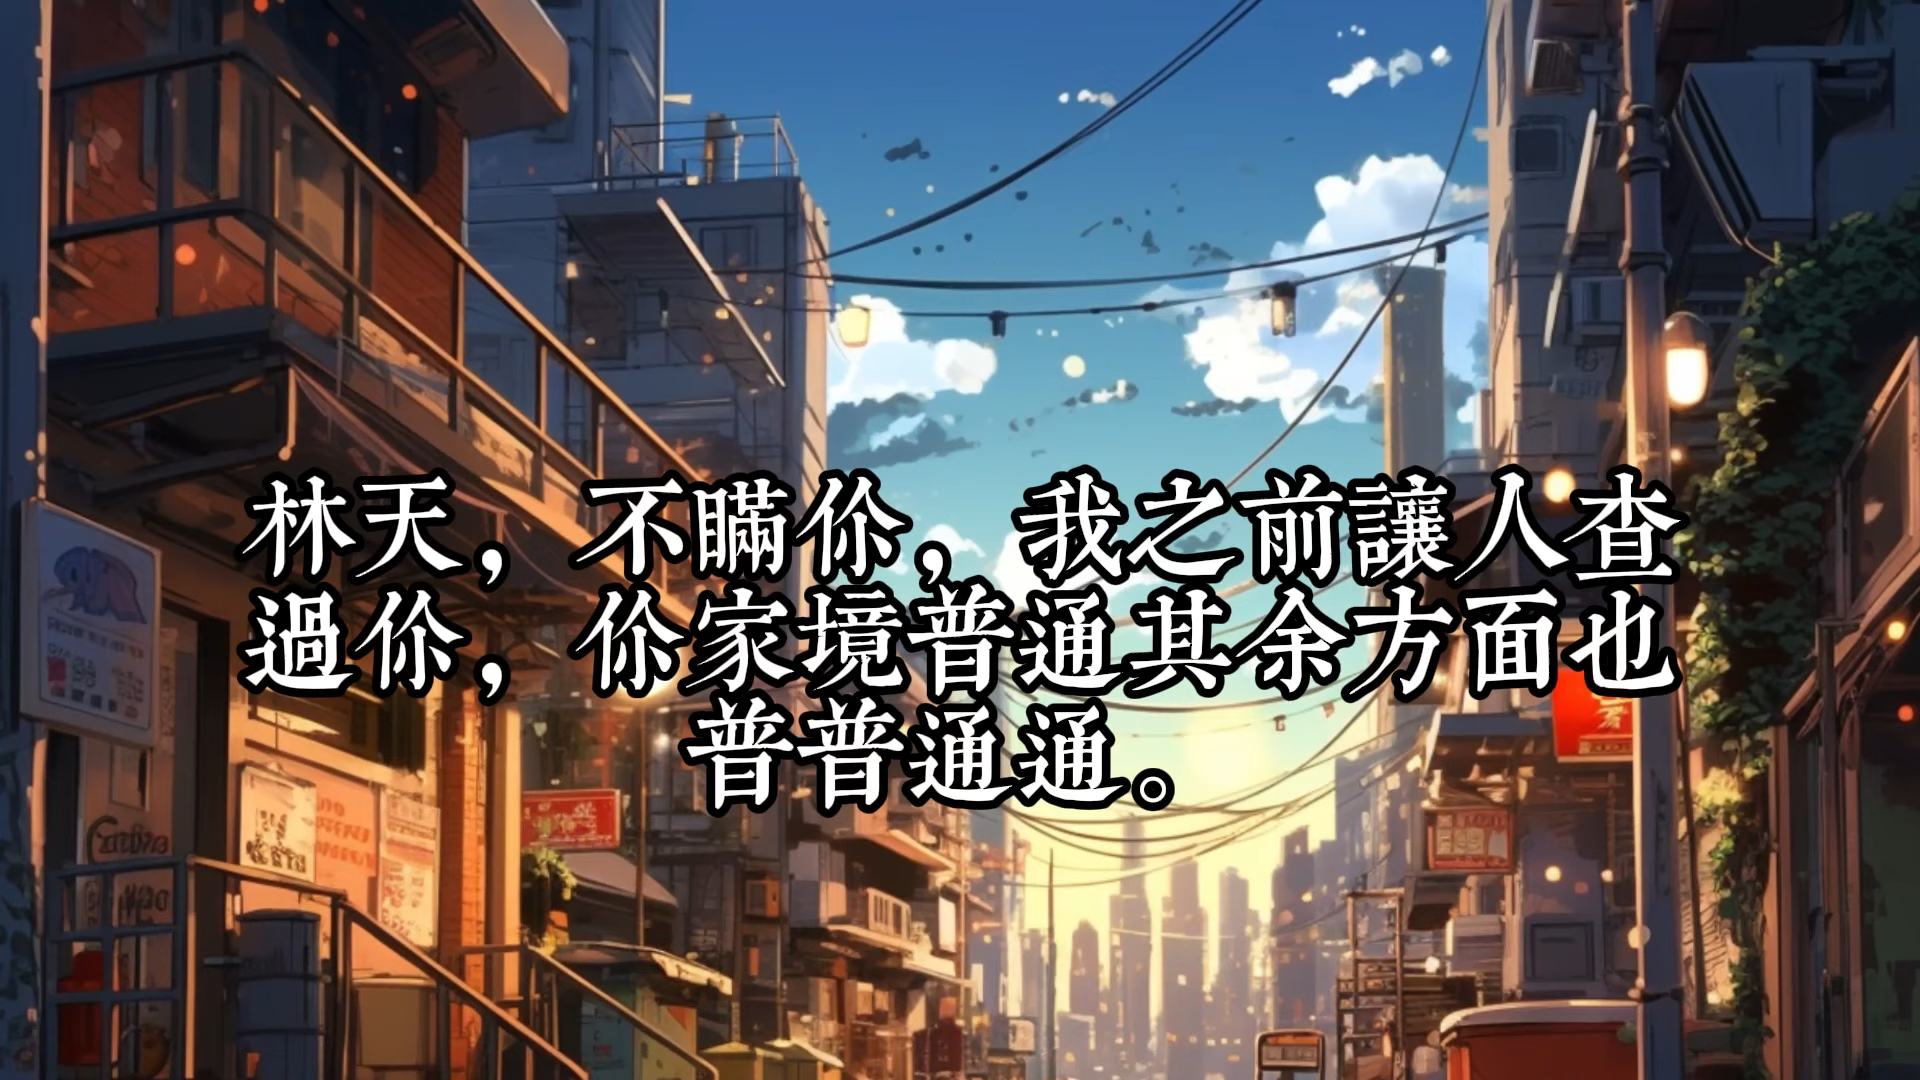 林天，不瞞你，我之前讓人查
過你，你家境普通其余方面也
普普通通。